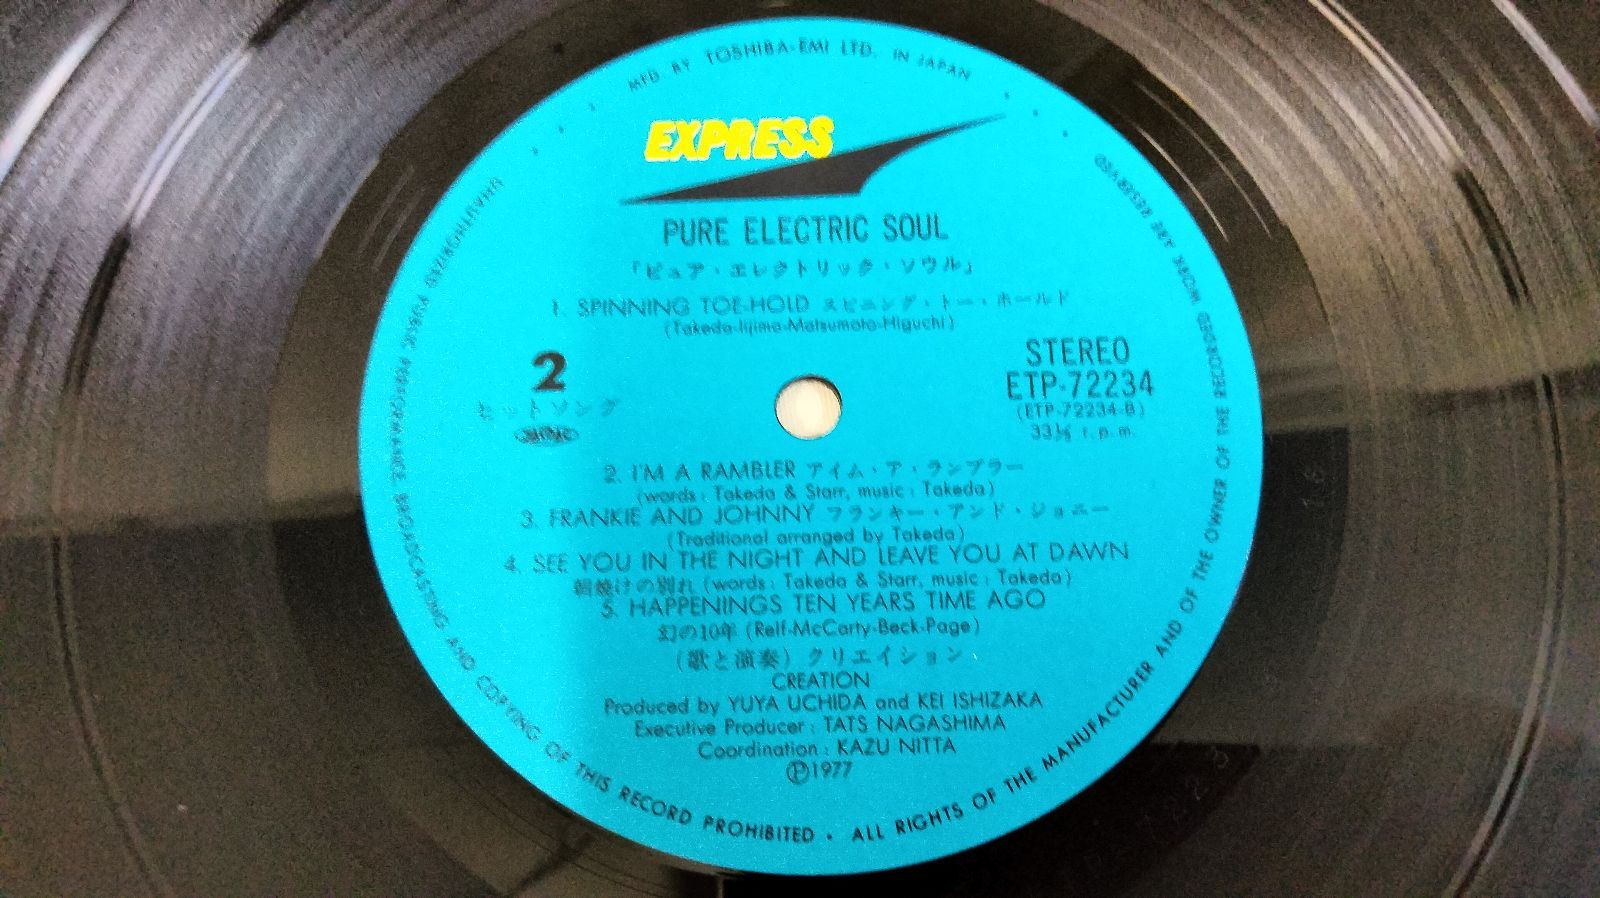 MFD. BY TOSHIBA-EMI LTD. IN JAPAN
EXPRESS
PURE ELECTRIC SOUL
「ピュア・エレクトリック・ソウル」
1. SPINNING TOE-HOLD スピニング・トー・ホールド
(Takeda-Iijima-Matsumoto-Higuchi)
2
ヒットソング
STEREO
ETP-72234
(ETP-72234-B)
33⅓ r.p.m.
2. I'M A RAMBLER アイム・ア・ランブラー
(words : Takeda & Starr, music : Takeda)
3. FRANKIE AND JOHNNY フランキー・アンド・ジョニー
(Traditional arranged by Takeda)
4. SEE YOU IN THE NIGHT AND LEAVE YOU AT DAWN
朝焼けの別れ (words : Takeda & Starr, music : Takeda)
5. HAPPENINGS TEN YEARS TIME AGO
幻の10年 (Relf-McCarty-Beck-Page)
(歌と演奏) クリエイション
CREATION
Produced by YUYA UCHIDA and KEI ISHIZAKA
Executive Producer : TATS NAGASHIMA
Coordination : KAZU NITTA
Ⓟ1977
UNAUTHORIZED PUBLIC PERFORMANCE BROADCASTING AND COPYING OF THIS RECORD PROHIBITED • ALL RIGHTS OF THE MANUFACTURER AND OF THE OWNER OF THE RECORDED WORK ARE RESERVED